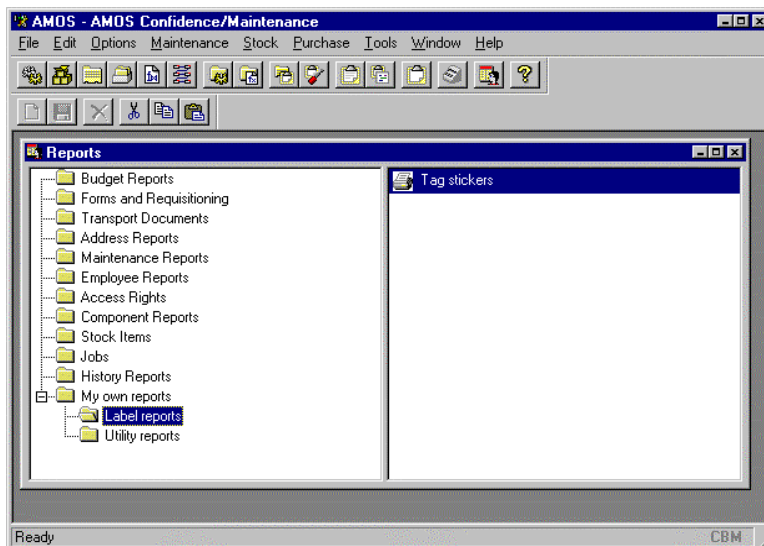 AMOS - AMOS Confidence/Maintenance
File Edit Options Maintenance Stock Purchase Tools Window Help
Reports
Budget Reports
Forms and Requisitioning
Transport Documents
Address Reports
Maintenance Reports
Employee Reports
Access Rights
Component Reports
Stock Items
Jobs
History Reports
My own reports
Label reports
Utility reports
Tag stickers
Ready CBM